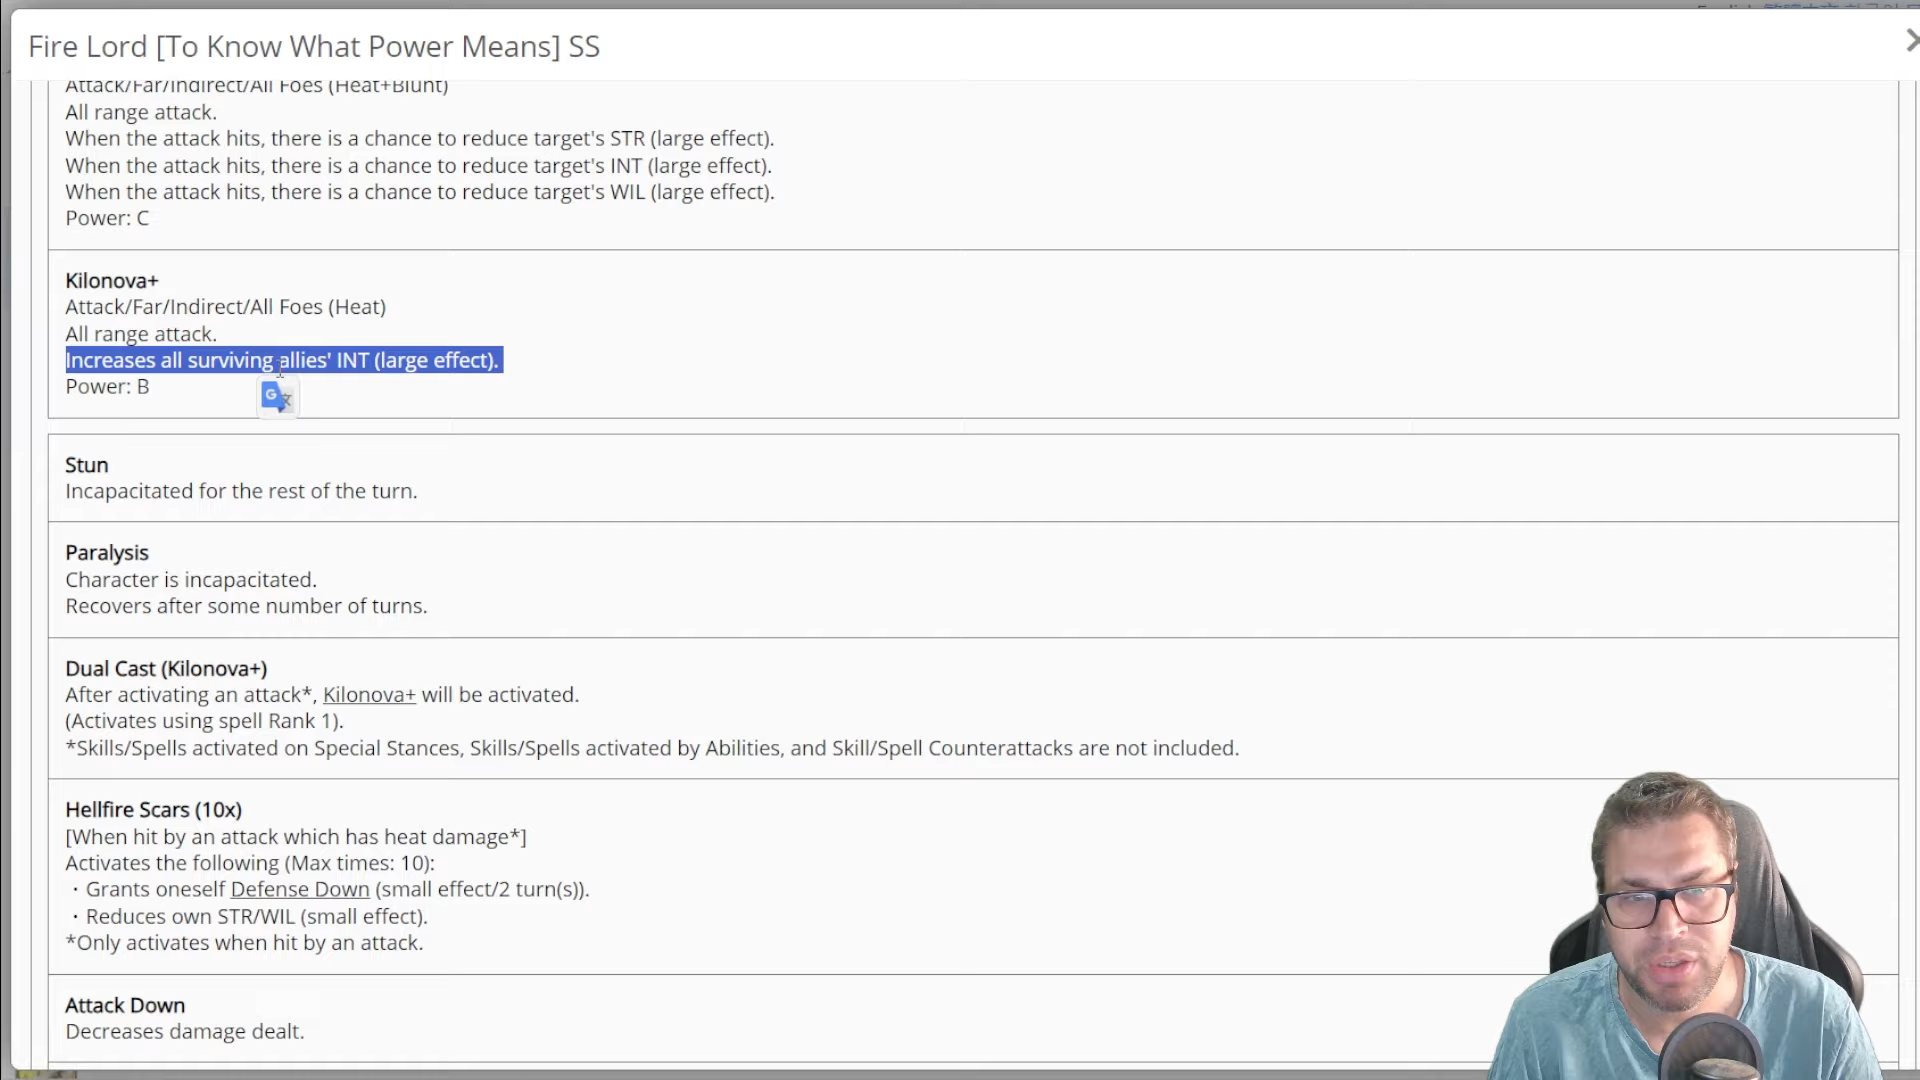 Fire Lord [To Know What Power Means] SS
Attack/Far/Indirect/All Foes (Heat+Blunt)
All range attack.
When the attack hits, there is a chance to reduce target's STR (large effect).
When the attack hits, there is a chance to reduce target's INT (large effect).
When the attack hits, there is a chance to reduce target's WIL (large effect).
Power: C
Kilonova+
Attack/Far/Indirect/All Foes (Heat)
All range attack.
Increases all surviving allies' INT (large effect).
Power: B
Stun
Incapacitated for the rest of the turn.
Paralysis
Character is incapacitated.
Recovers after some number of turns.
Dual Cast (Kilonova+)
After activating an attack*, Kilonova+ will be activated.
(Activates using spell Rank 1).
*Skills/Spells activated on Special Stances, Skills/Spells activated by Abilities, and Skill/Spell Counterattacks are not included.
Hellfire Scars (10x)
[When hit by an attack which has heat damage*]
Activates the following (Max times: 10):
・Grants oneself Defense Down (small effect/2 turn(s)).
・Reduces own STR/WIL (small effect).
*Only activates when hit by an attack.
Attack Down
Decreases damage dealt.